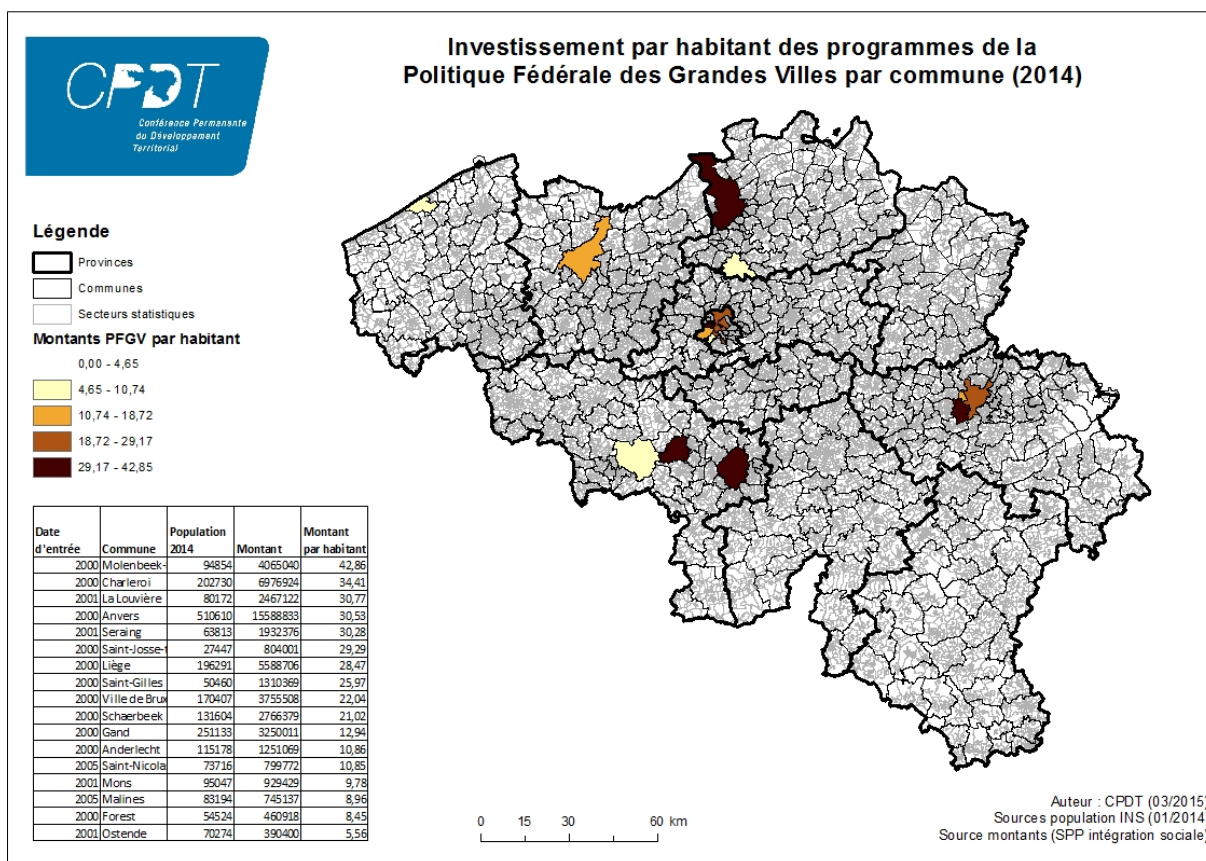 CPDT
Conférence Permanente
du Développement
Territorial
Investissement par habitant des programmes de la
Politique Fédérale des Grandes Villes par commune (2014)
Légende
Provinces
Communes
Secteurs statistiques
Montants PFGV par habitant
0,00 - 4,65
4,65 - 10,74
10,74 - 18,72
18,72 - 29,17
29,17 - 42,85
Date d'entrée Commune Population 2014 Montant Montant par habitant
2000 Molenbeek- 94854 4065040 42,86
2000 Charleroi 202730 6976924 34,41
2001 La Louvière 80172 2467122 30,77
2000 Anvers 510610 15588833 30,53
2001 Seraing 63813 1932376 30,28
2000 Saint-Josse-t 27447 804001 29,29
2000 Liège 196291 5588706 28,47
2000 Saint-Gilles 50460 1310369 25,97
2000 Ville de Brux 170407 3755508 22,04
2000 Schaerbeek 131604 2766379 21,02
2000 Gand 251133 3250011 12,94
2000 Anderlecht 115178 1251069 10,86
2005 Saint-Nicola 73716 799772 10,85
2001 Mons 95047 929429 9,78
2005 Malines 83194 745137 8,96
2000 Forest 54524 460918 8,45
2001 Ostende 70274 390400 5,56
0 15 30 60 km
Auteur : CPDT (03/2015)
Sources population INS (01/2014)
Source montants (SPP intégration sociale)